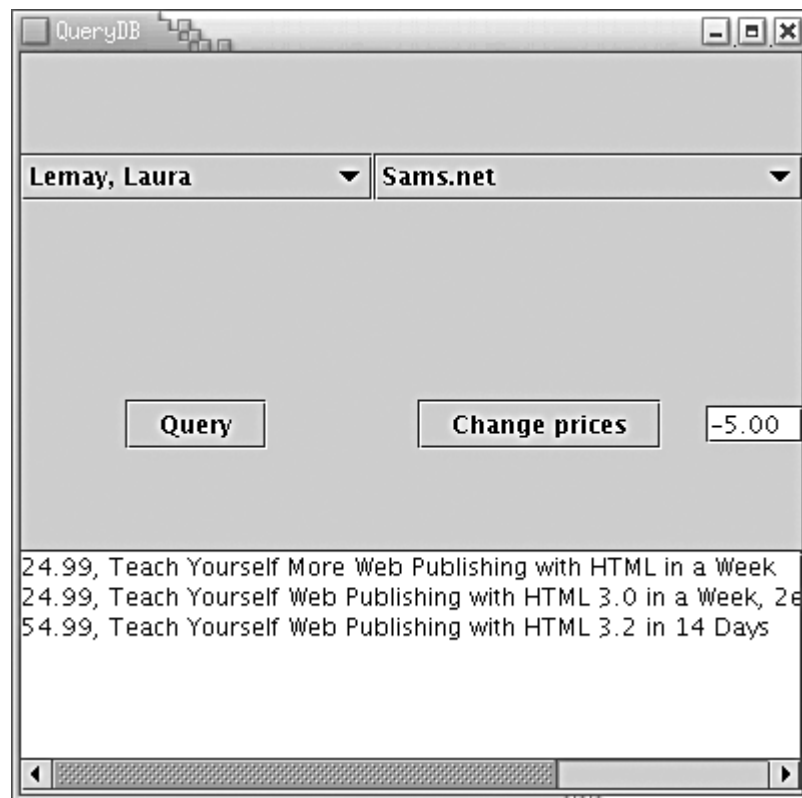 QueryDB
Lemay, Laura Sams.net
Query Change prices -5.00
24.99, Teach Yourself More Web Publishing with HTML in a Week
24.99, Teach Yourself Web Publishing with HTML 3.0 in a Week, 2e
54.99, Teach Yourself Web Publishing with HTML 3.2 in 14 Days